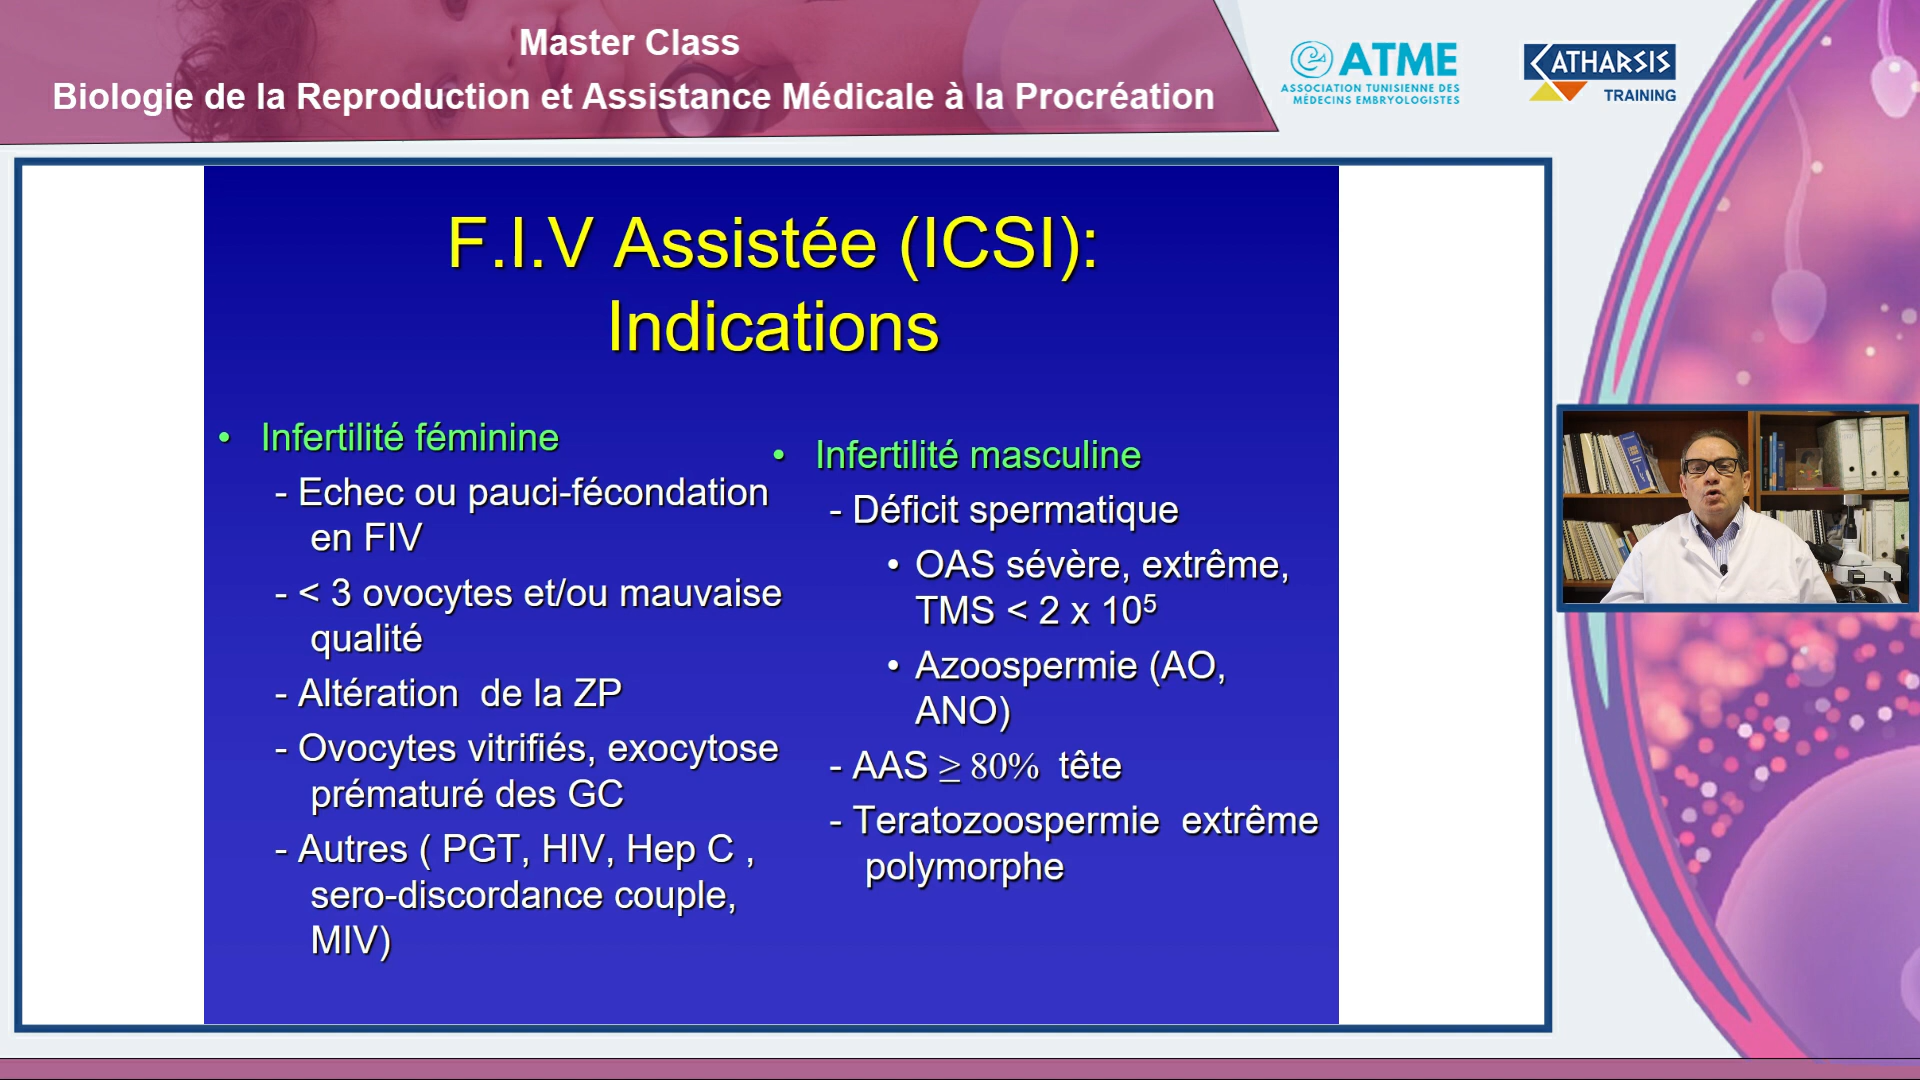 Master Class
Biologie de la Reproduction et Assistance Médicale à la Procréation
ATME
ASSOCIATION TUNISIENNE DES
MÉDECINS EMBRYOLOGISTES
KATHARSIS
TRAINING
F.I.V Assistée (ICSI):
Indications
• Infertilité féminine
- Echec ou pauci-fécondation
en FIV
- < 3 ovocytes et/ou mauvaise
qualité
- Altération de la ZP
- Ovocytes vitrifiés, exocytose
prématuré des GC
- Autres ( PGT, HIV, Hep C ,
sero-discordance couple,
MIV)
• Infertilité masculine
- Déficit spermatique
• OAS sévère, extrême,
TMS < 2 x 10⁵
• Azoospermie (AO,
ANO)
- AAS ≥ 80% tête
- Teratozoospermie extrême
polymorphe